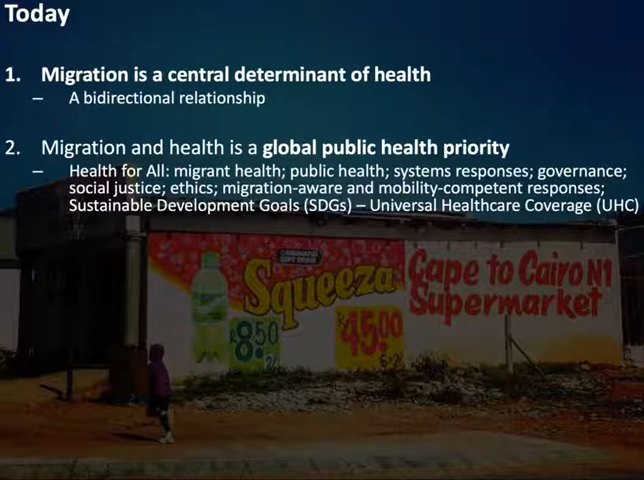 Today
1. Migration is a central determinant of health
– A bidirectional relationship
2. Migration and health is a global public health priority
– Health for All: migrant health; public health; systems responses; governance;
social justice; ethics; migration-aware and mobility-competent responses;
Sustainable Development Goals (SDGs) – Universal Healthcare Coverage (UHC)
Squeeza
Cape to Cairo N1
Supermarket
8.50
45.00